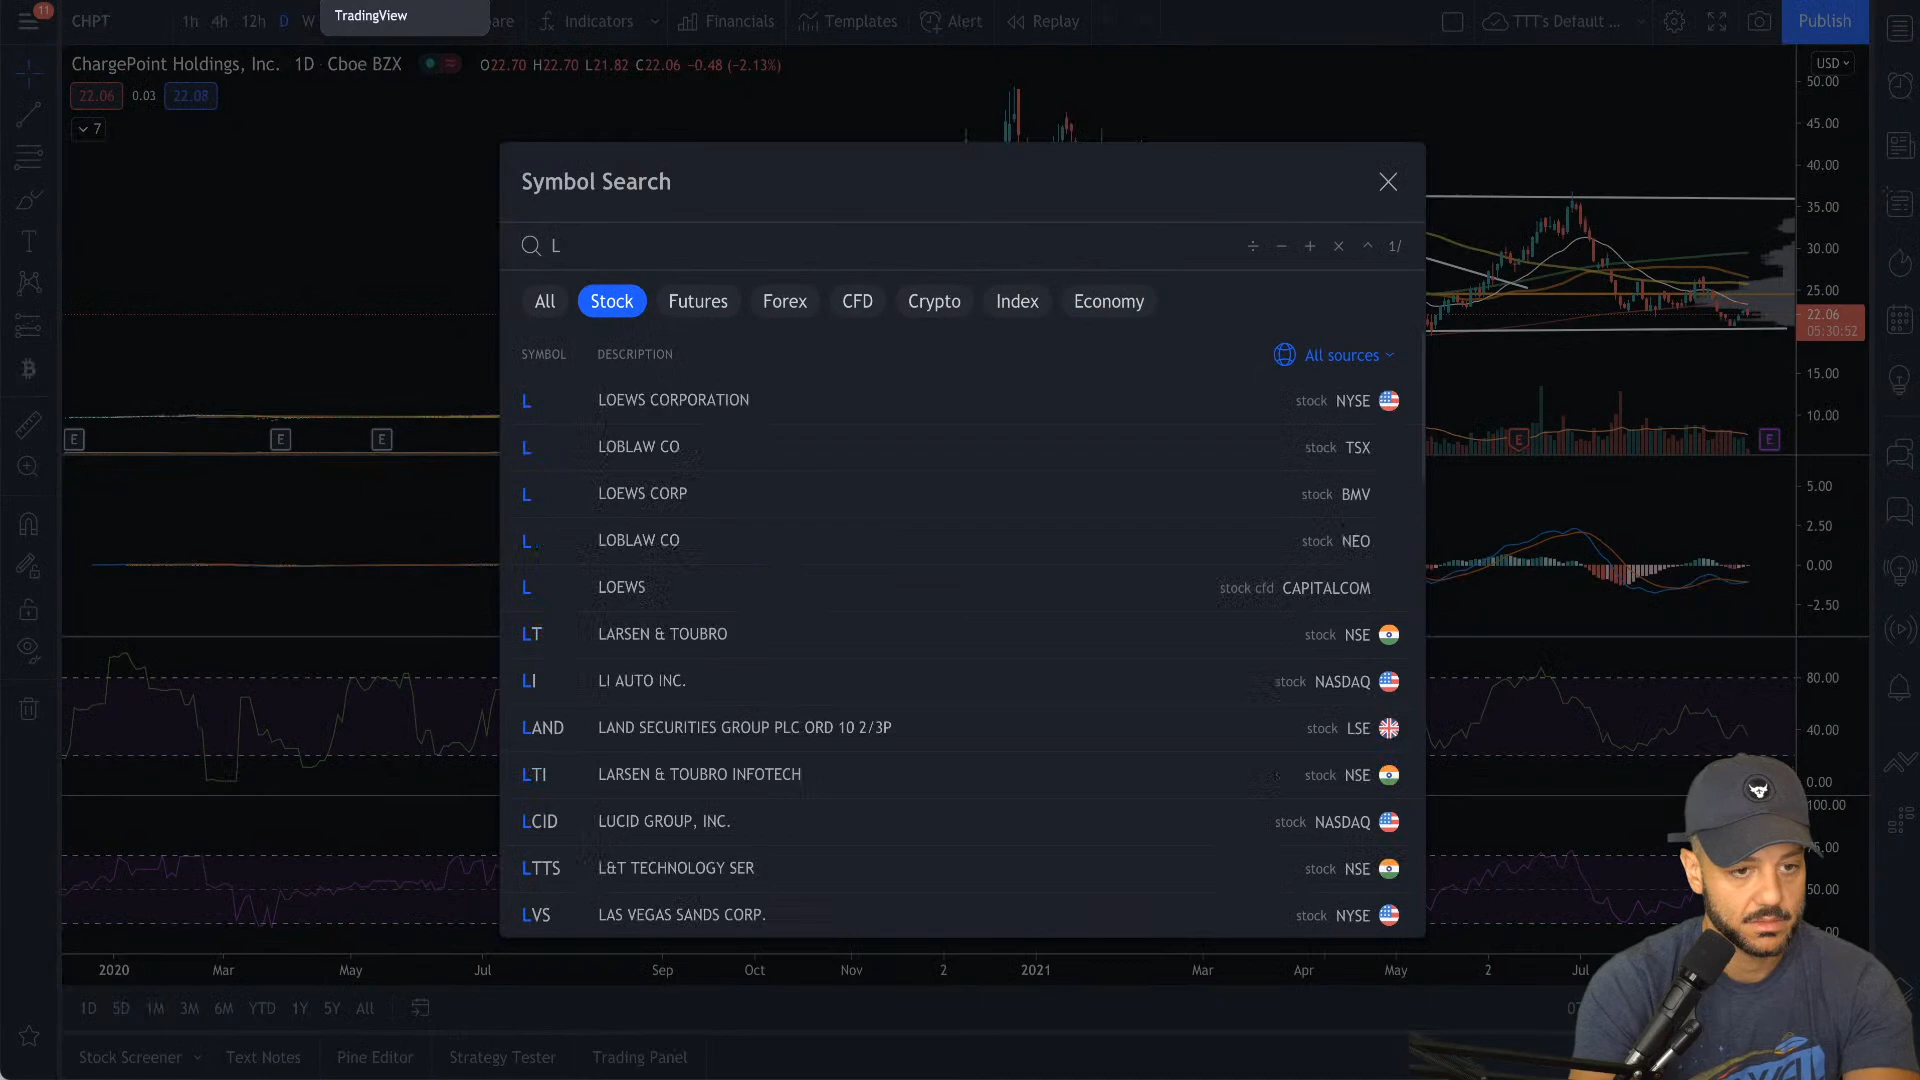 11
CHPT
1h 4h 12h D W
TradingView
are
Indicators
Financials
Templates
Alert
Replay
TTT's Default ...
Publish
ChargePoint Holdings, Inc. 1D Cboe BZX
O22.70 H22.70 L21.82 C22.06 −0.48 (−2.13%)
USD
22.06 0.03 22.08
7
50.00
45.00
40.00
35.00
30.00
25.00
22.06
05:30:52
15.00
10.00
5.00
2.50
0.00
−2.50
80.00
40.00
0.00
100.00
75.00
50.00
Symbol Search
L
÷ − + × ^ 1/
All Stock Futures Forex CFD Crypto Index Economy
SYMBOL DESCRIPTION All sources
L LOEWS CORPORATION stock NYSE
L LOBLAW CO stock TSX
L LOEWS CORP stock BMV
L LOBLAW CO stock NEO
L LOEWS stock cfd CAPITALCOM
LT LARSEN & TOUBRO stock NSE
LI LI AUTO INC. stock NASDAQ
LAND LAND SECURITIES GROUP PLC ORD 10 2/3P stock LSE
LTI LARSEN & TOUBRO INFOTECH stock NSE
LCID LUCID GROUP, INC. stock NASDAQ
LTTS L&T TECHNOLOGY SER stock NSE
LVS LAS VEGAS SANDS CORP. stock NYSE
E E E E E
2020 Mar May Jul Sep Oct Nov 2 2021 Mar Apr May 2 Jul
1D 5D 1M 3M 6M YTD 1Y 5Y All
Stock Screener Text Notes Pine Editor Strategy Tester Trading Panel